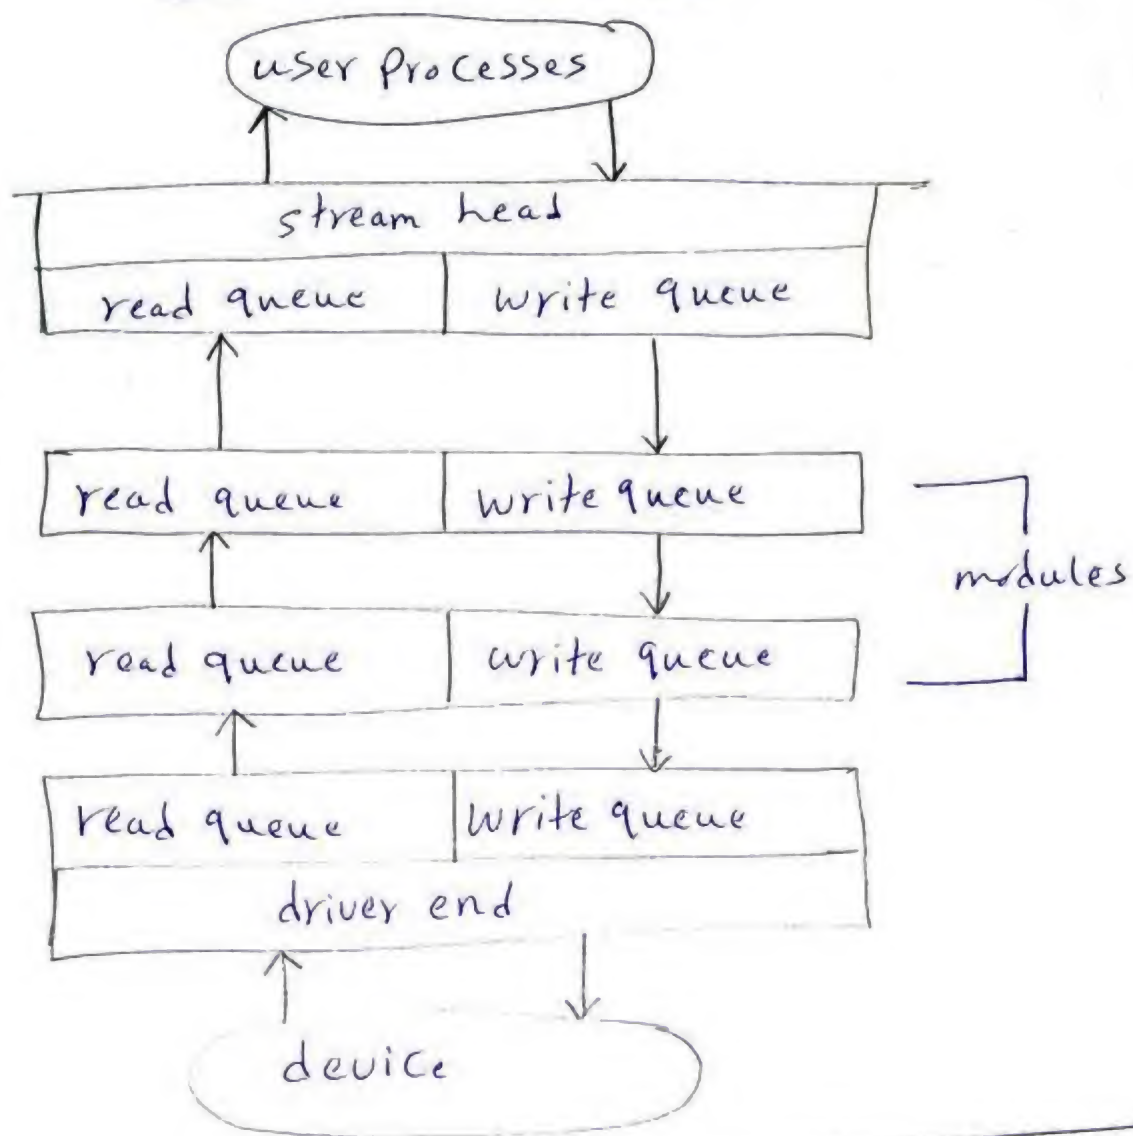 user processes
stream head
read queue write queue
read queue write queue
modules
read queue write queue
read queue write queue
driver end
device